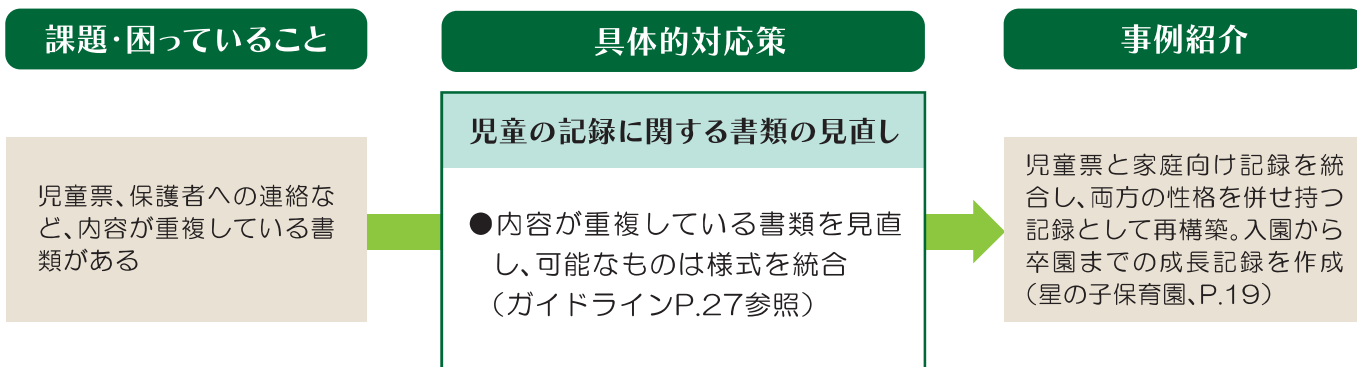 課題・困っていること
具体的対応策
事例紹介
児童票、保護者への連絡な
ど、内容が重複している書
類がある
児童の記録に関する書類の見直し
●内容が重複している書類を見直
し、可能なものは様式を統合
（ガイドラインP.27参照）
児童票と家庭向け記録を統
合し、両方の性格を併せ持つ
記録として再構築。入園から
卒園までの成長記録を作成
（星の子保育園、P.19）